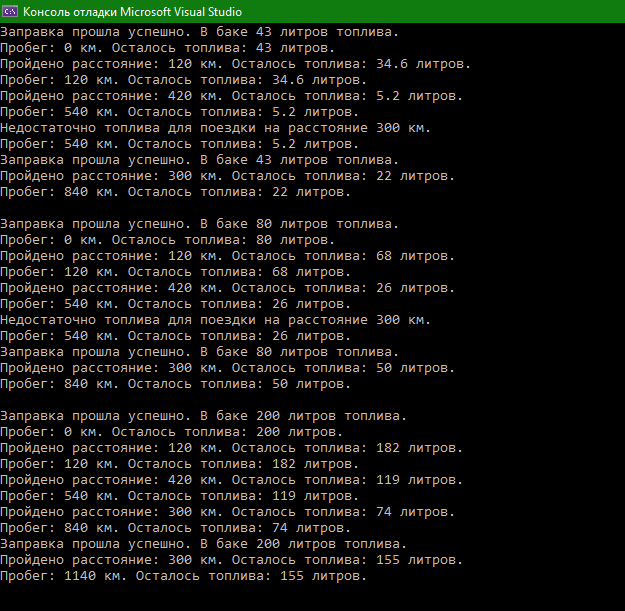 Консоль отладки Microsoft Visual Studio
Заправка прошла успешно. В баке 43 литров топлива.
Пробег: 0 км. Осталось топлива: 43 литров.
Пройдено расстояние: 120 км. Осталось топлива: 34.6 литров.
Пробег: 120 км. Осталось топлива: 34.6 литров.
Пройдено расстояние: 420 км. Осталось топлива: 5.2 литров.
Пробег: 540 км. Осталось топлива: 5.2 литров.
Недостаточно топлива для поездки на расстояние 300 км.
Пробег: 540 км. Осталось топлива: 5.2 литров.
Заправка прошла успешно. В баке 43 литров топлива.
Пройдено расстояние: 300 км. Осталось топлива: 22 литров.
Пробег: 840 км. Осталось топлива: 22 литров.

Заправка прошла успешно. В баке 80 литров топлива.
Пробег: 0 км. Осталось топлива: 80 литров.
Пройдено расстояние: 120 км. Осталось топлива: 68 литров.
Пробег: 120 км. Осталось топлива: 68 литров.
Пройдено расстояние: 420 км. Осталось топлива: 26 литров.
Пробег: 540 км. Осталось топлива: 26 литров.
Недостаточно топлива для поездки на расстояние 300 км.
Пробег: 540 км. Осталось топлива: 26 литров.
Заправка прошла успешно. В баке 80 литров топлива.
Пройдено расстояние: 300 км. Осталось топлива: 50 литров.
Пробег: 840 км. Осталось топлива: 50 литров.

Заправка прошла успешно. В баке 200 литров топлива.
Пробег: 0 км. Осталось топлива: 200 литров.
Пройдено расстояние: 120 км. Осталось топлива: 182 литров.
Пробег: 120 км. Осталось топлива: 182 литров.
Пройдено расстояние: 420 км. Осталось топлива: 119 литров.
Пробег: 540 км. Осталось топлива: 119 литров.
Пройдено расстояние: 300 км. Осталось топлива: 74 литров.
Пробег: 840 км. Осталось топлива: 74 литров.
Заправка прошла успешно. В баке 200 литров топлива.
Пройдено расстояние: 300 км. Осталось топлива: 155 литров.
Пробег: 1140 км. Осталось топлива: 155 литров.